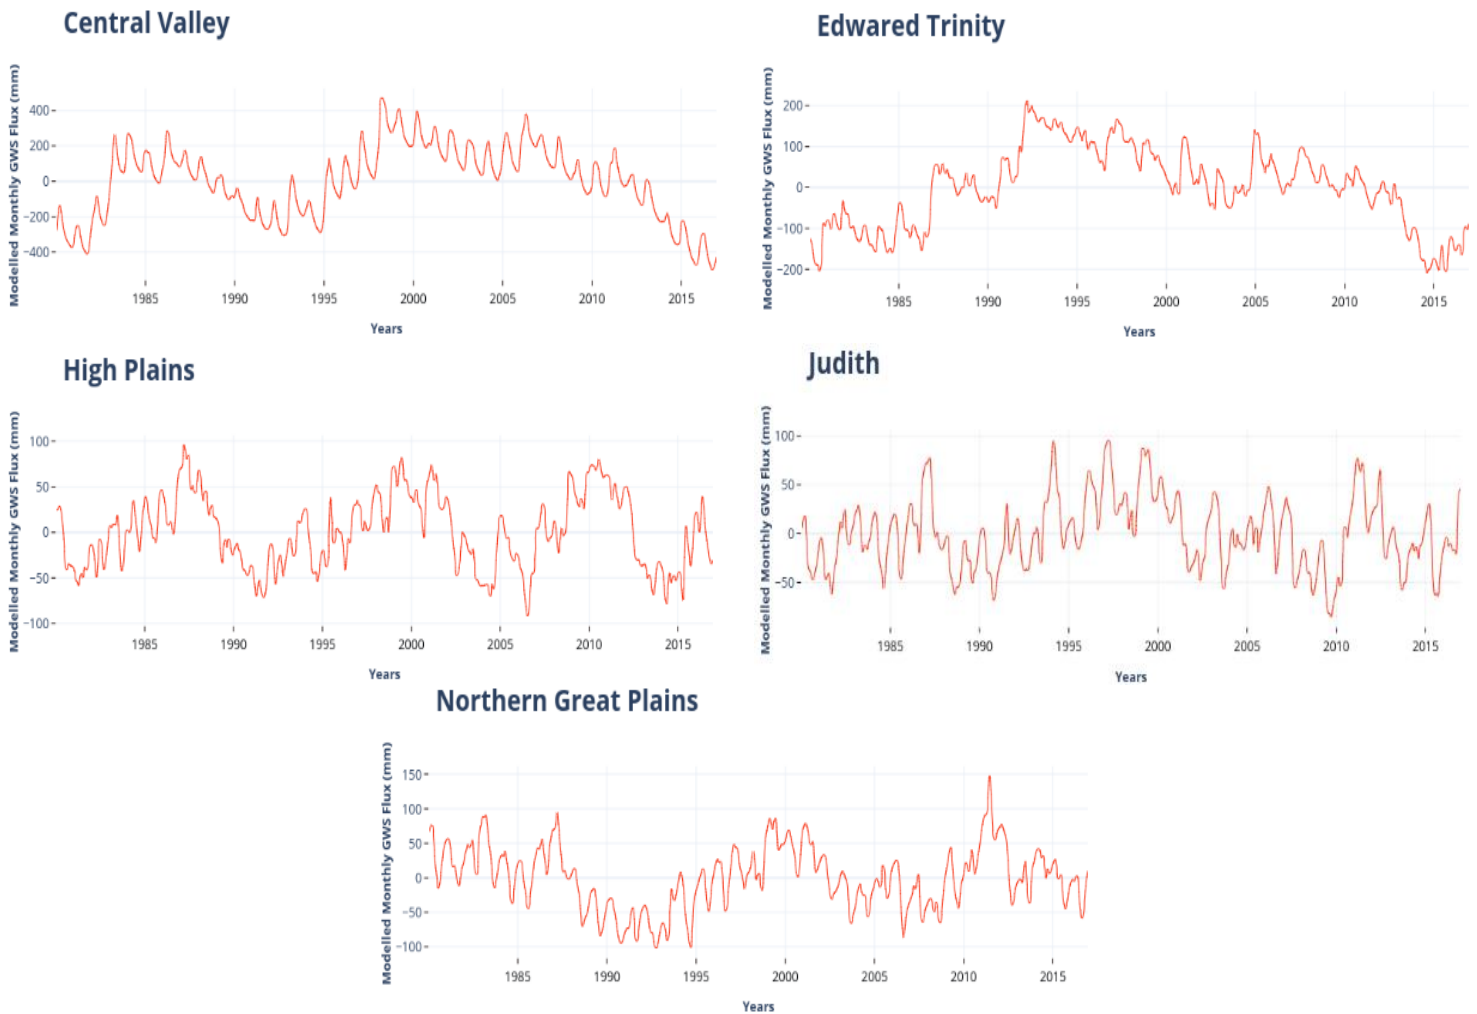 Central Valley
Modelled Monthly GWS Flux (mm)
400
200
0
−200
−400
1985 1990 1995 2000 2005 2010 2015
Years
Edwared Trinity
Modelled Monthly GWS Flux (mm)
200
100
0
−100
−200
1985 1990 1995 2000 2005 2010 2015
Years
High Plains
Modelled Monthly GWS Flux (mm)
100
50
0
−50
−100
1985 1990 1995 2000 2005 2010 2015
Years
Judith
Modelled Monthly GWS Flux (mm)
100
50
0
−50
1985 1990 1995 2000 2005 2010 2015
Years
Northern Great Plains
Modelled Monthly GWS Flux (mm)
150
100
50
0
−50
−100
1985 1990 1995 2000 2005 2010 2015
Years